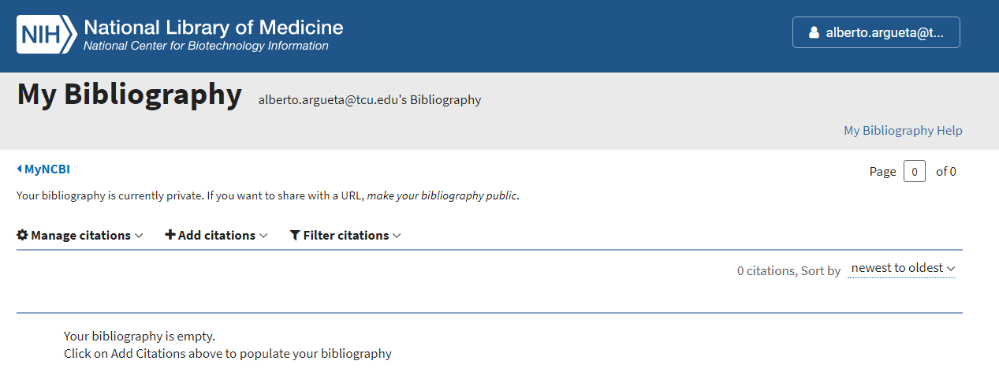 NIH National Library of Medicine
National Center for Biotechnology Information
alberto.argueta@t...
My Bibliography alberto.argueta@tcu.edu's Bibliography
My Bibliography Help
MyNCBI
Page 0 of 0
Your bibliography is currently private. If you want to share with a URL, make your bibliography public.
Manage citations Add citations Filter citations
0 citations, Sort by newest to oldest
Your bibliography is empty.
Click on Add Citations above to populate your bibliography